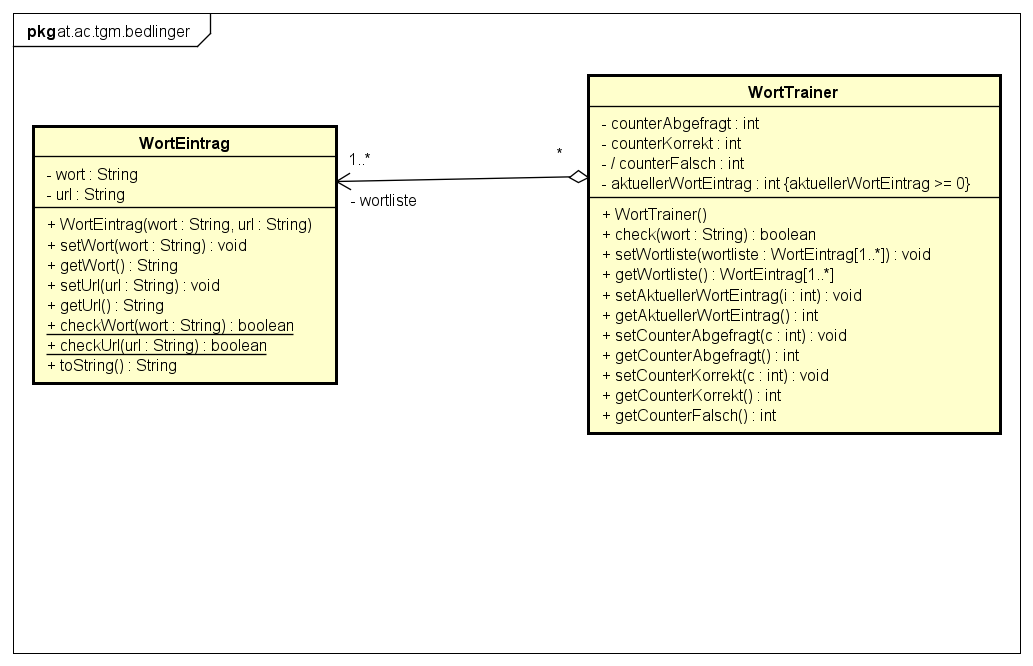 pkgat.ac.tgm.bedlinger
WortEintrag
- wort : String
- url : String
+ WortEintrag(wort : String, url : String)
+ setWort(wort : String) : void
+ getWort() : String
+ setUrl(url : String) : void
+ getUrl() : String
+ checkWort(wort : String) : boolean
+ checkUrl(url : String) : boolean
+ toString() : String
1..*
- wortliste
*
WortTrainer
- counterAbgefragt : int
- counterKorrekt : int
- / counterFalsch : int
- aktuellerWortEintrag : int {aktuellerWortEintrag >= 0}
+ WortTrainer()
+ check(wort : String) : boolean
+ setWortliste(wortliste : WortEintrag[1..*]) : void
+ getWortliste() : WortEintrag[1..*]
+ setAktuellerWortEintrag(i : int) : void
+ getAktuellerWortEintrag() : int
+ setCounterAbgefragt(c : int) : void
+ getCounterAbgefragt() : int
+ setCounterKorrekt(c : int) : void
+ getCounterKorrekt() : int
+ getCounterFalsch() : int